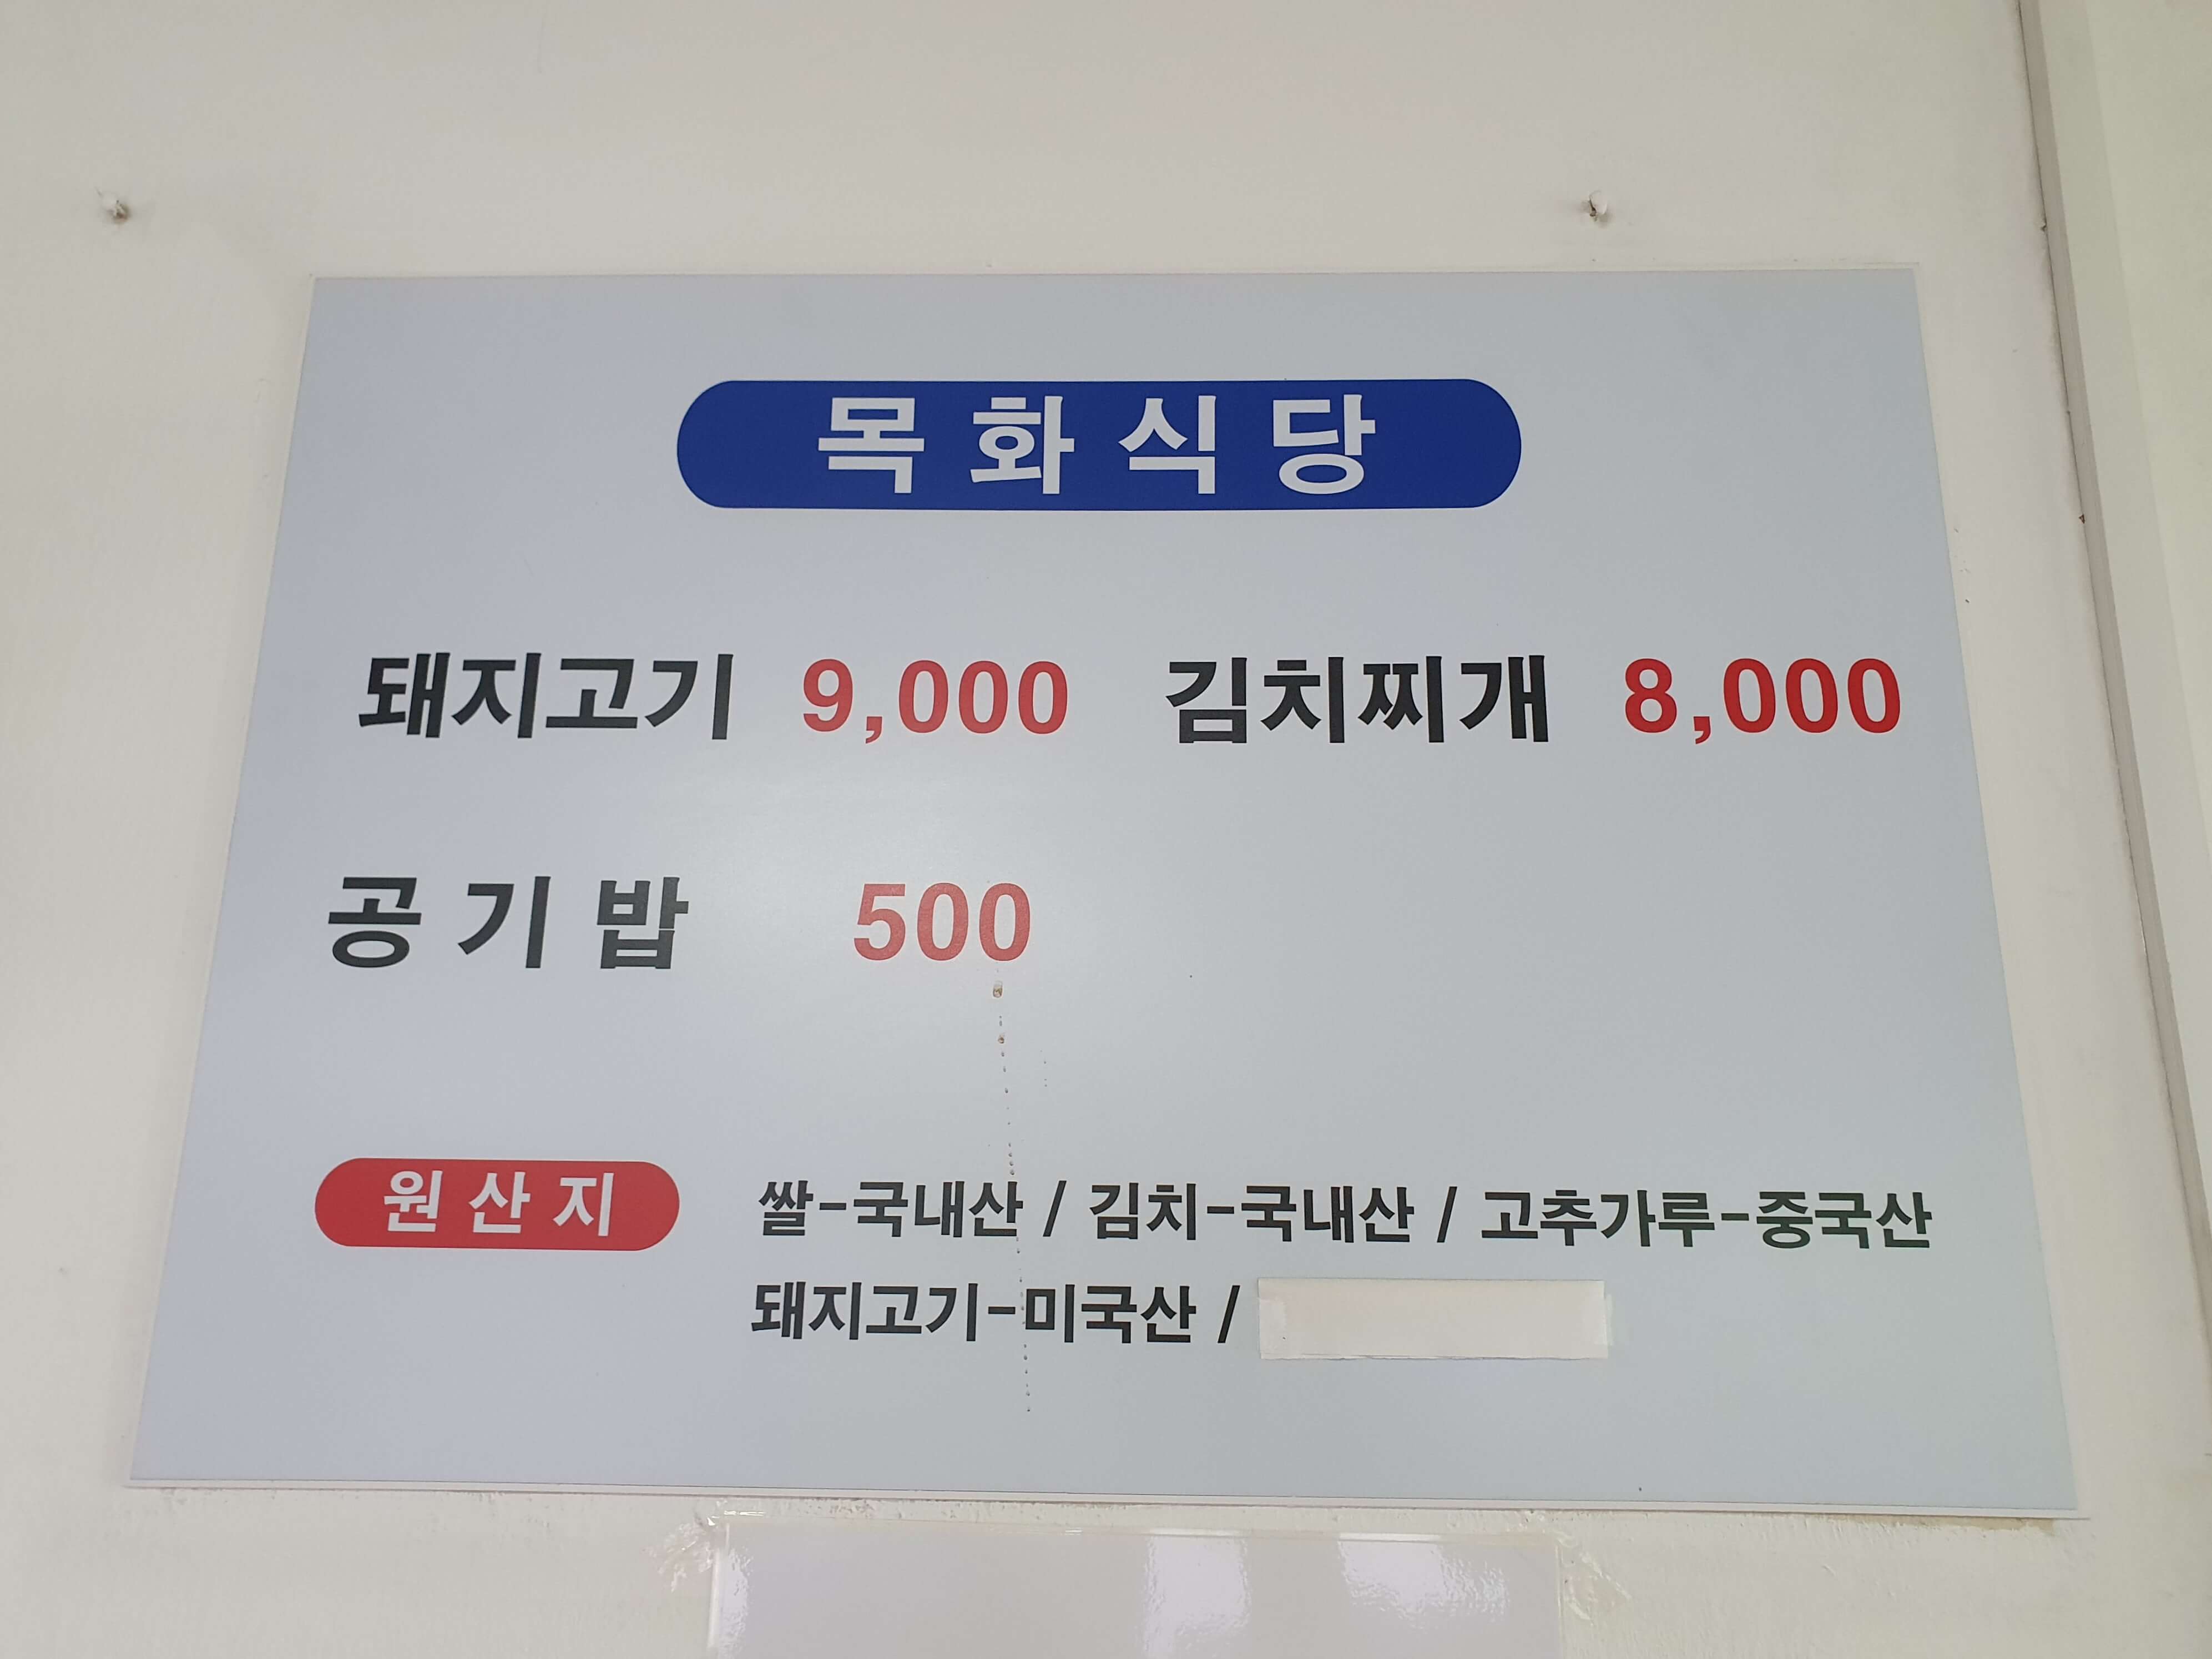 목화식당
돼지고기 9,000 김치찌개 8,000
공기밥 500
원산지 쌀-국내산 / 김치-국내산 / 고추가루-중국산
돼지고기-미국산 /